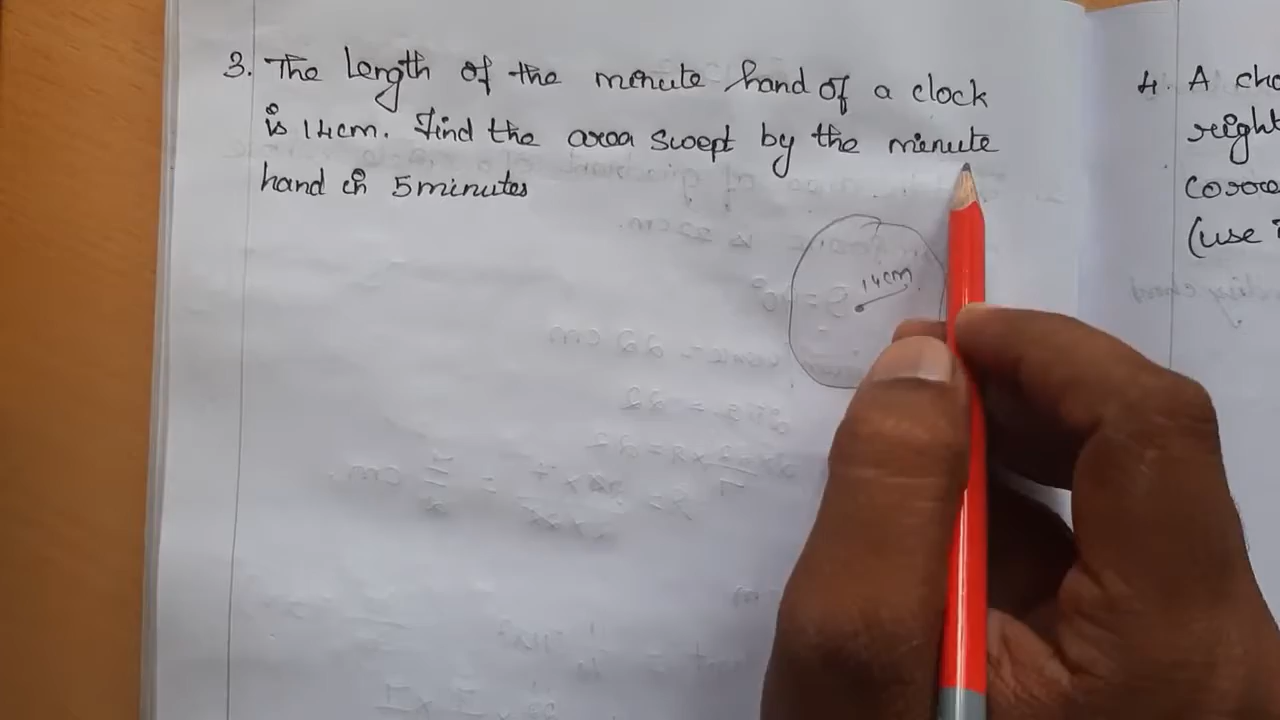 3. The length of the minute hand of a clock
is 14cm. Find the area swept by the minute
hand in 5 minutes
14cm
4. A
right
(use